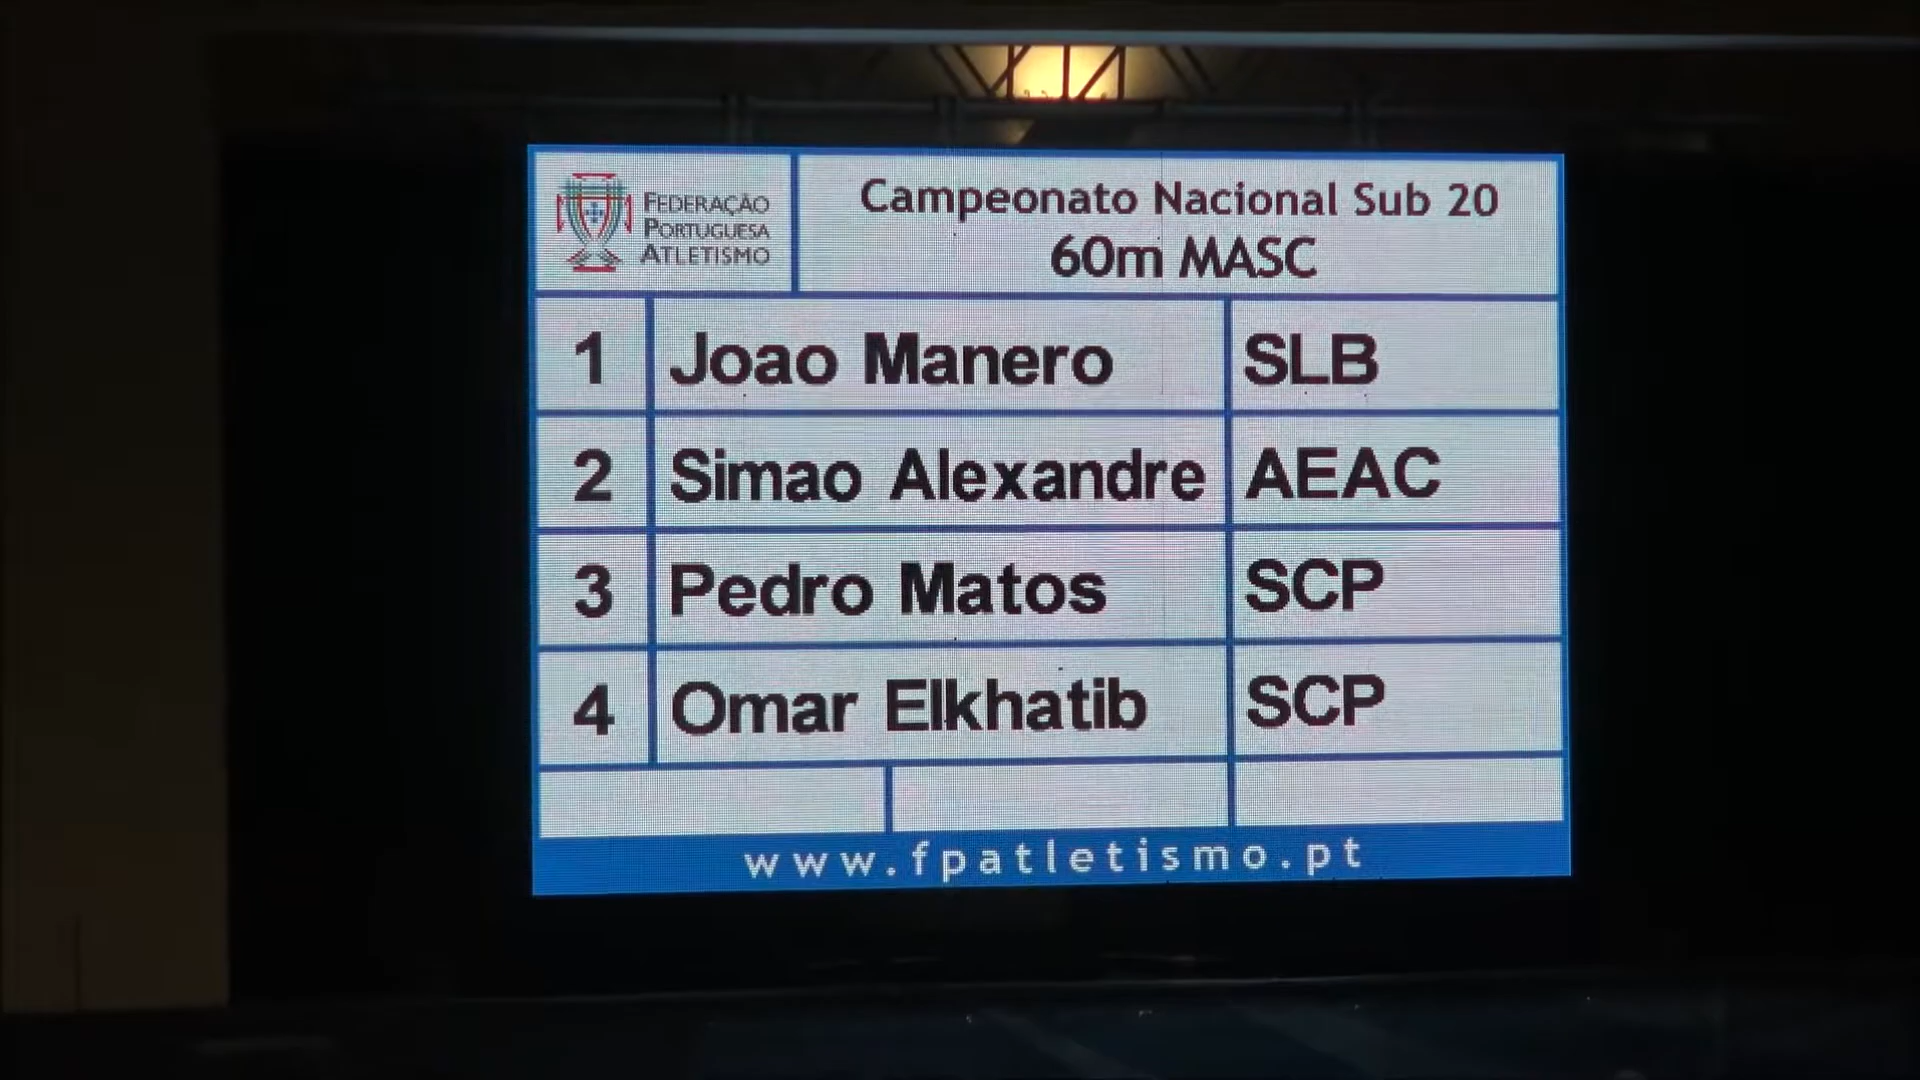 FEDERAÇÃO
PORTUGUESA
ATLETISMO
Campeonato Nacional Sub 20
60m MASC
1 Joao Manero SLB
2 Simao Alexandre AEAC
3 Pedro Matos SCP
4 Omar Elkhatib SCP
www.fpatletismo.pt